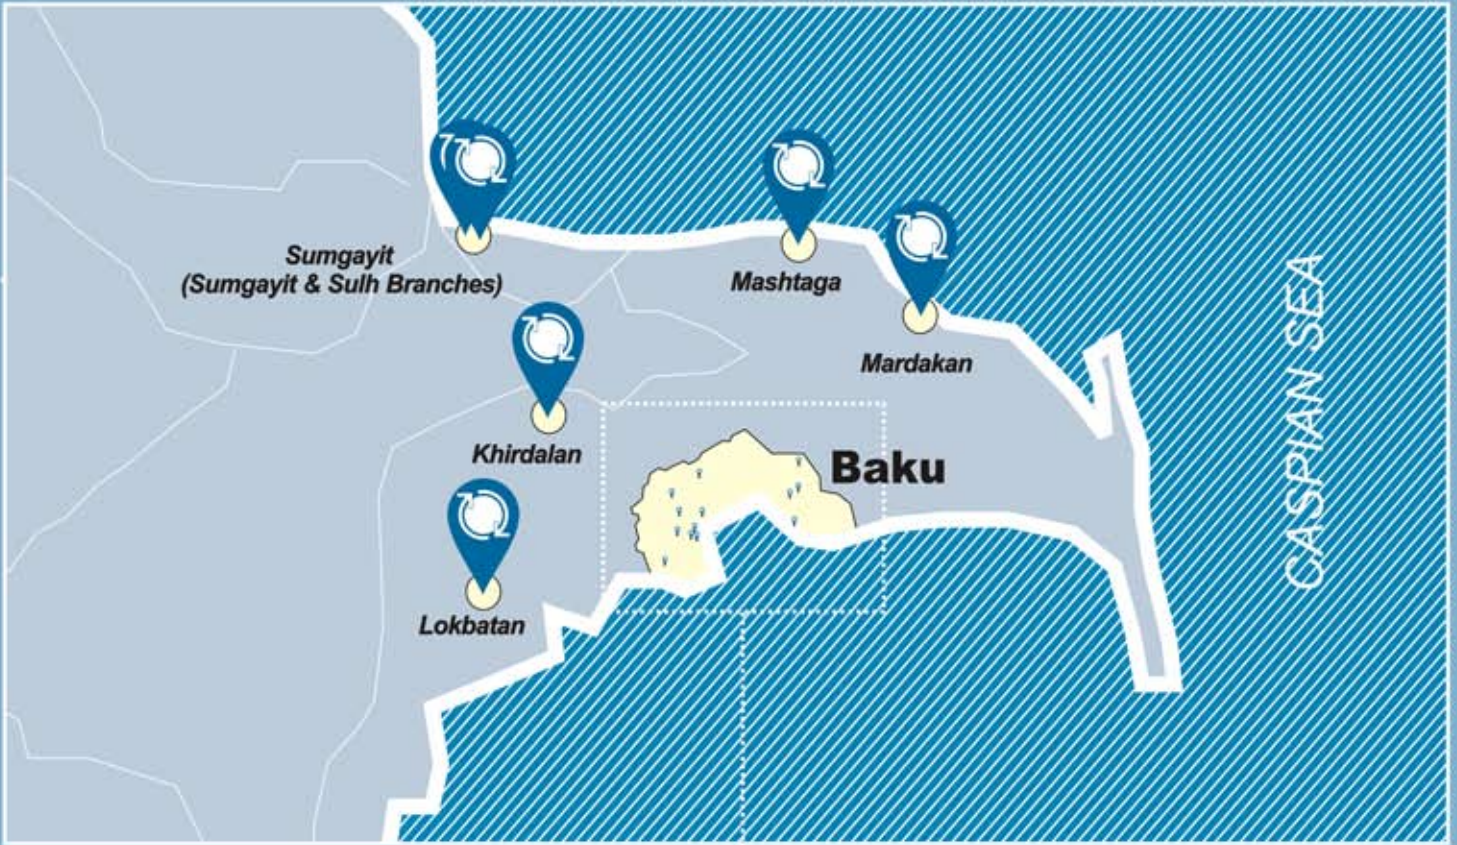 Sumgayit
(Sumgayit & Sulh Branches)
Mashtaga
Mardakan
Khirdalan
Baku
Lokbatan
CASPIAN SEA